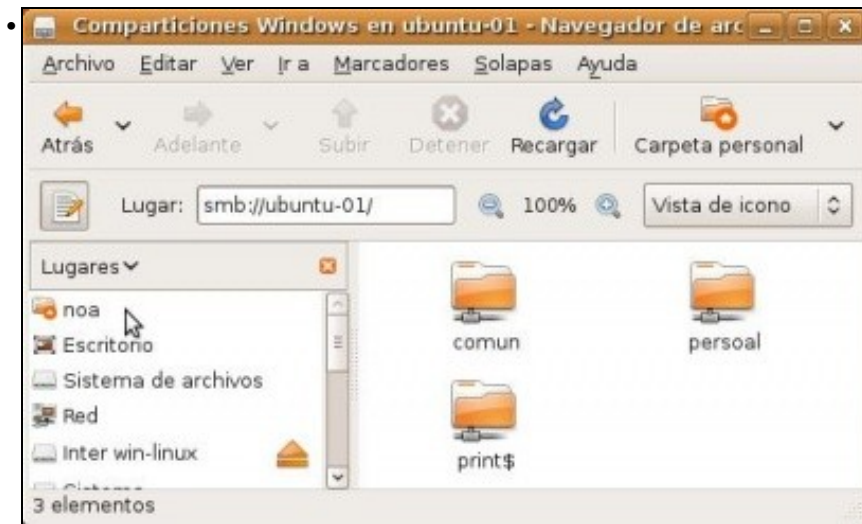 Comparticiones Windows en ubuntu-01 - Navegador de arc
Archivo Editar Ver Ir a Marcadores Solapas Ayuda
Atrás Adelante Subir Detener Recargar Carpeta personal
Lugar: smb://ubuntu-01/ 100% Vista de icono
Lugares
noa
Escritorio
Sistema de archivos
Red
Inter win-linux
comun persoal
print$
3 elementos